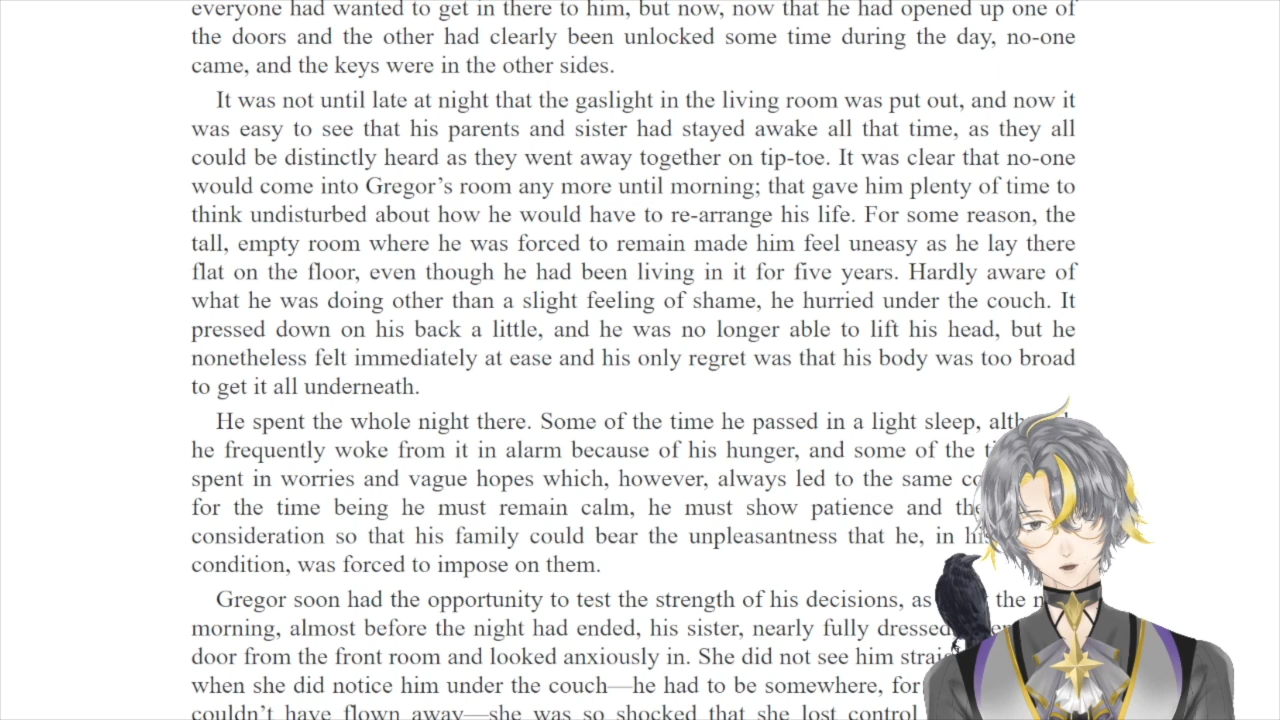 everyone had wanted to get in there to him, but now, now that he had opened up one of
the doors and the other had clearly been unlocked some time during the day, no-one
came, and the keys were in the other sides.
It was not until late at night that the gaslight in the living room was put out, and now it
was easy to see that his parents and sister had stayed awake all that time, as they all
could be distinctly heard as they went away together on tip-toe. It was clear that no-one
would come into Gregor’s room any more until morning; that gave him plenty of time to
think undisturbed about how he would have to re-arrange his life. For some reason, the
tall, empty room where he was forced to remain made him feel uneasy as he lay there
flat on the floor, even though he had been living in it for five years. Hardly aware of
what he was doing other than a slight feeling of shame, he hurried under the couch. It
pressed down on his back a little, and he was no longer able to lift his head, but he
nonetheless felt immediately at ease and his only regret was that his body was too broad
to get it all underneath.
He spent the whole night there. Some of the time he passed in a light sleep,
he frequently woke from it in alarm because of his hunger, and some of the
spent in worries and vague hopes which, however, always led to the same
for the time being he must remain calm, he must show patience and
consideration so that his family could bear the unpleasantness that he, in
condition, was forced to impose on them.
Gregor soon had the opportunity to test the strength of his decisions, as the
morning, almost before the night had ended, his sister, nearly fully dressed,
door from the front room and looked anxiously in. She did not see him
when she did notice him under the couch—he had to be somewhere, for
couldn’t have flown away—she was so shocked that she lost control